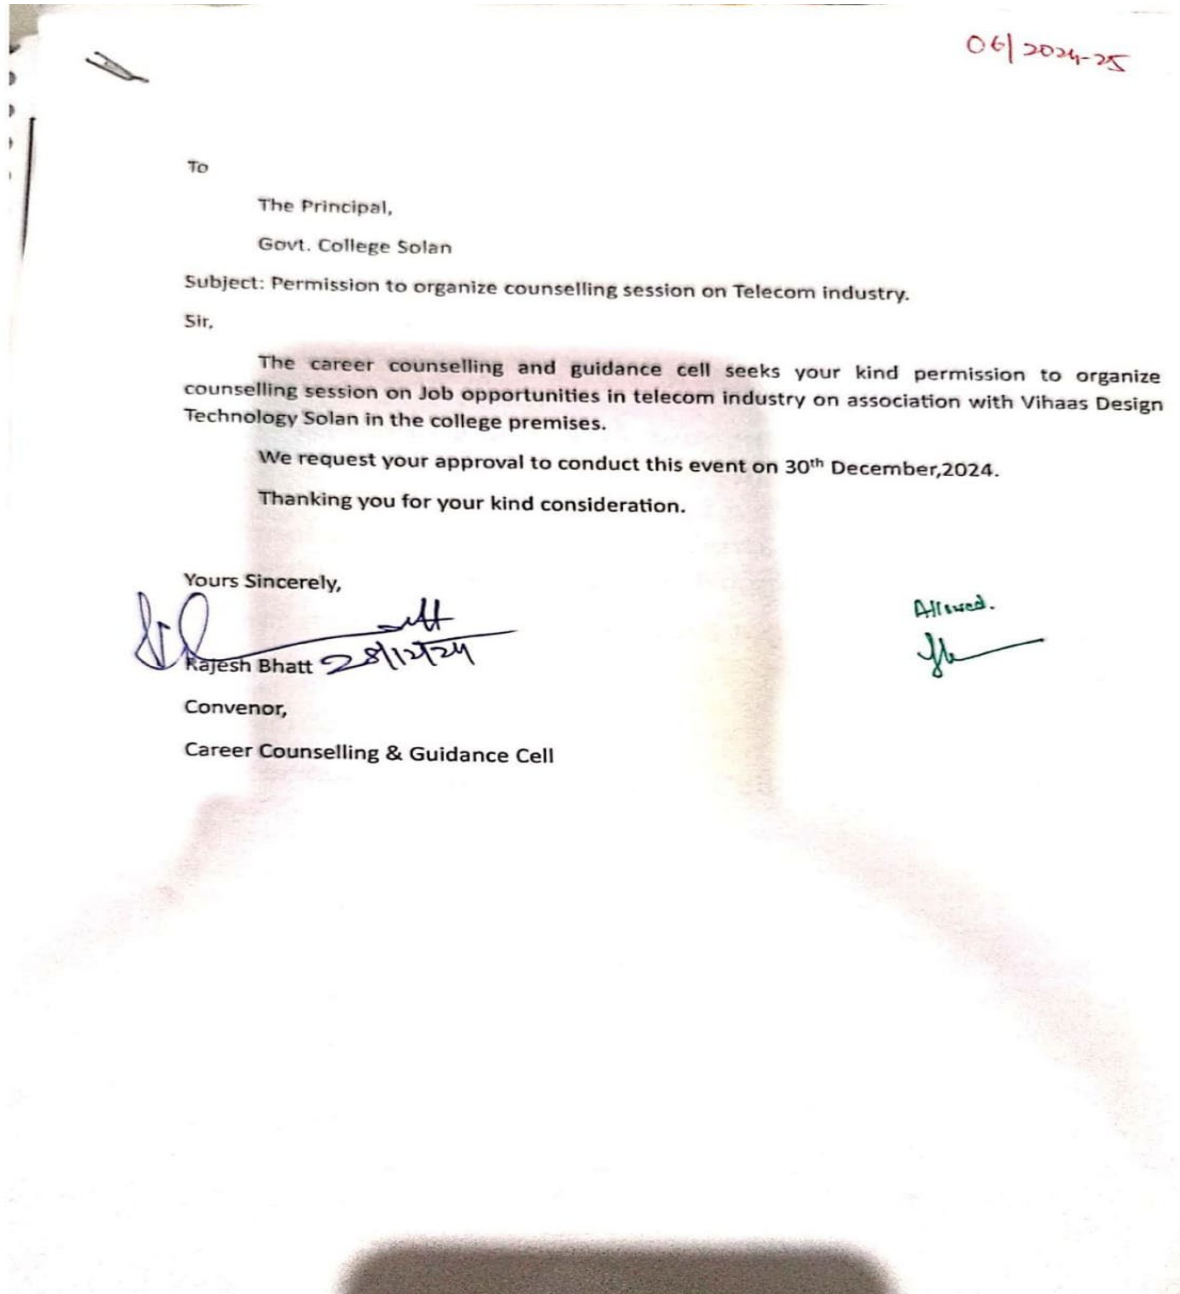 06/2024-25
To
The Principal,
Govt. College Solan
Subject: Permission to organize counselling session on Telecom industry.
Sir,
The career counselling and guidance cell seeks your kind permission to organize
counselling session on Job opportunities in telecom industry on association with Vihaas Design
Technology Solan in the college premises.
We request your approval to conduct this event on 30th December,2024.
Thanking you for your kind consideration.
Yours Sincerely,
Allowed.
Rajesh Bhatt 28/12/24
Convenor,
Career Counselling & Guidance Cell